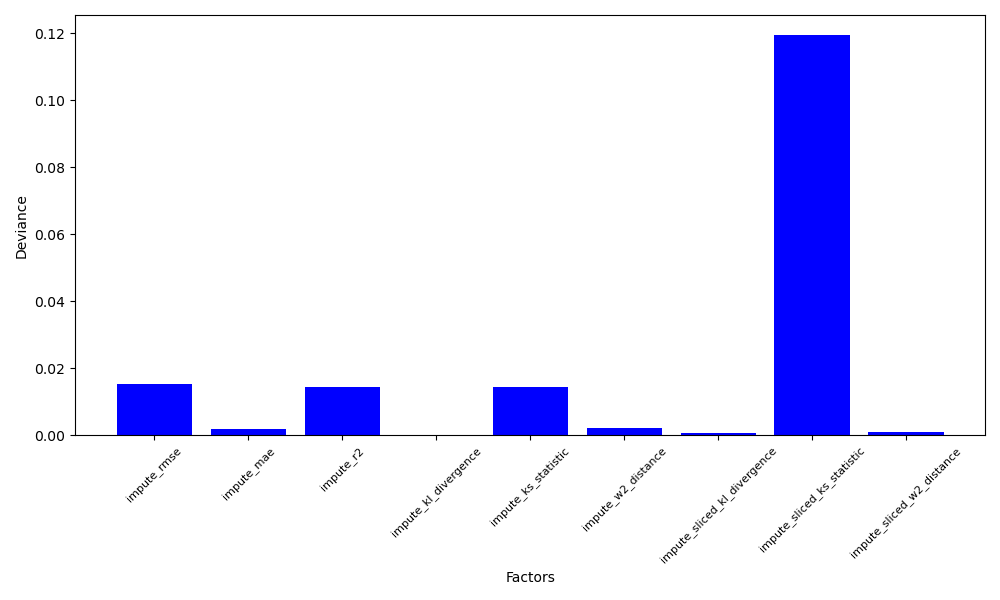 0.12
0.10
0.08
0.06
0.04
0.02
0.00
Deviance
impute_rmse
impute_mae
impute_r2
impute_kl_divergence
impute_ks_statistic
impute_w2_distance
impute_sliced_kl_divergence
impute_sliced_ks_statistic
impute_sliced_w2_distance
Factors